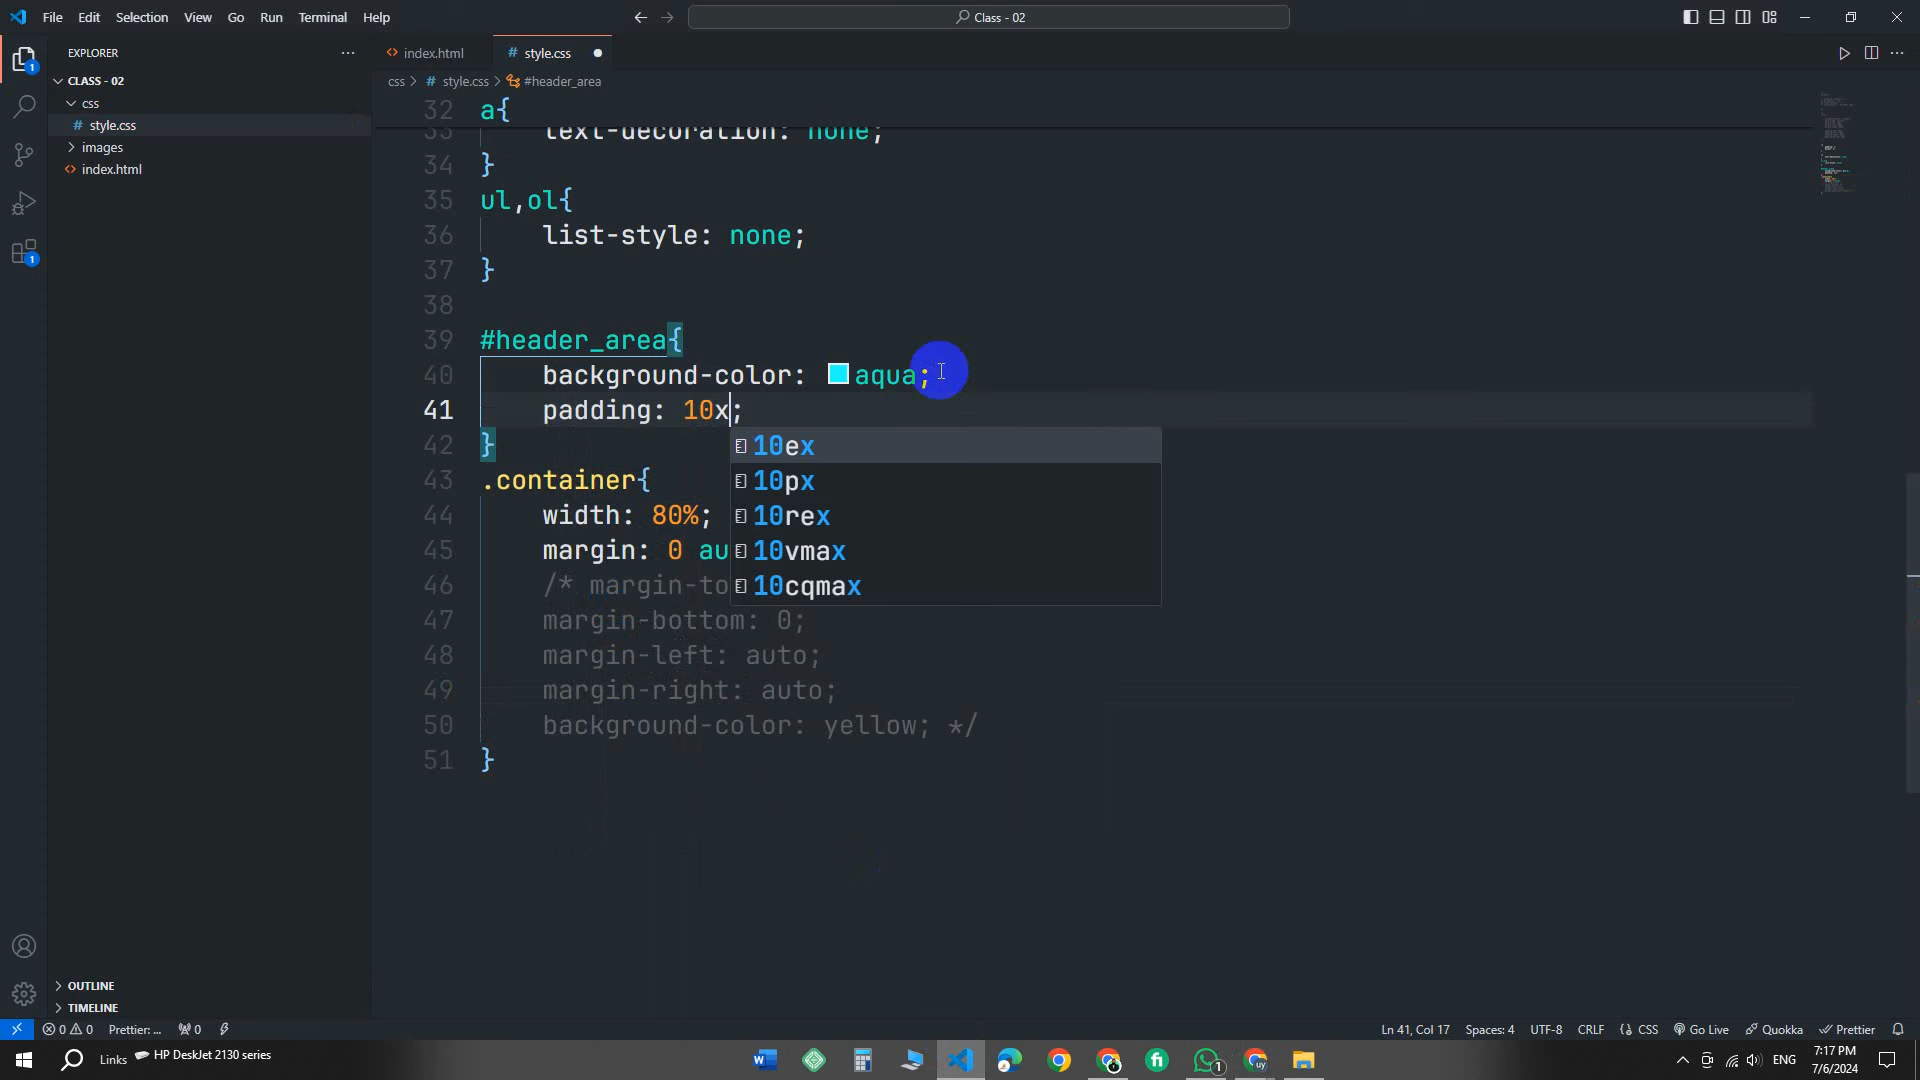 File Edit Selection View Go Run Terminal Help
Class - 02
EXPLORER
index.html
# style.css
1
CLASS - 02
css
# style.css
images
index.html
1
css > # style.css > #header_area
32 a{
33 text-decoration: none;
34 }
35 ul,ol{
36 list-style: none;
37 }
38
39 #header_area{
40 background-color: aqua;
41 padding: 10x;
42 }
10ex
10px
10rex
10vmax
10cqmax
43 .container{
44 width: 80%;
45 margin: 0 au
46 /* margin-to
47 margin-bottom: 0;
48 margin-left: auto;
49 margin-right: auto;
50 background-color: yellow; */
51 }
OUTLINE
TIMELINE
0 0 Prettier: ... 0
Ln 41, Col 17 Spaces: 4 UTF-8 CRLF {} CSS Go Live Quokka Prettier
Links HP DeskJet 2130 series
1
uy
ENG
7:17 PM
7/6/2024